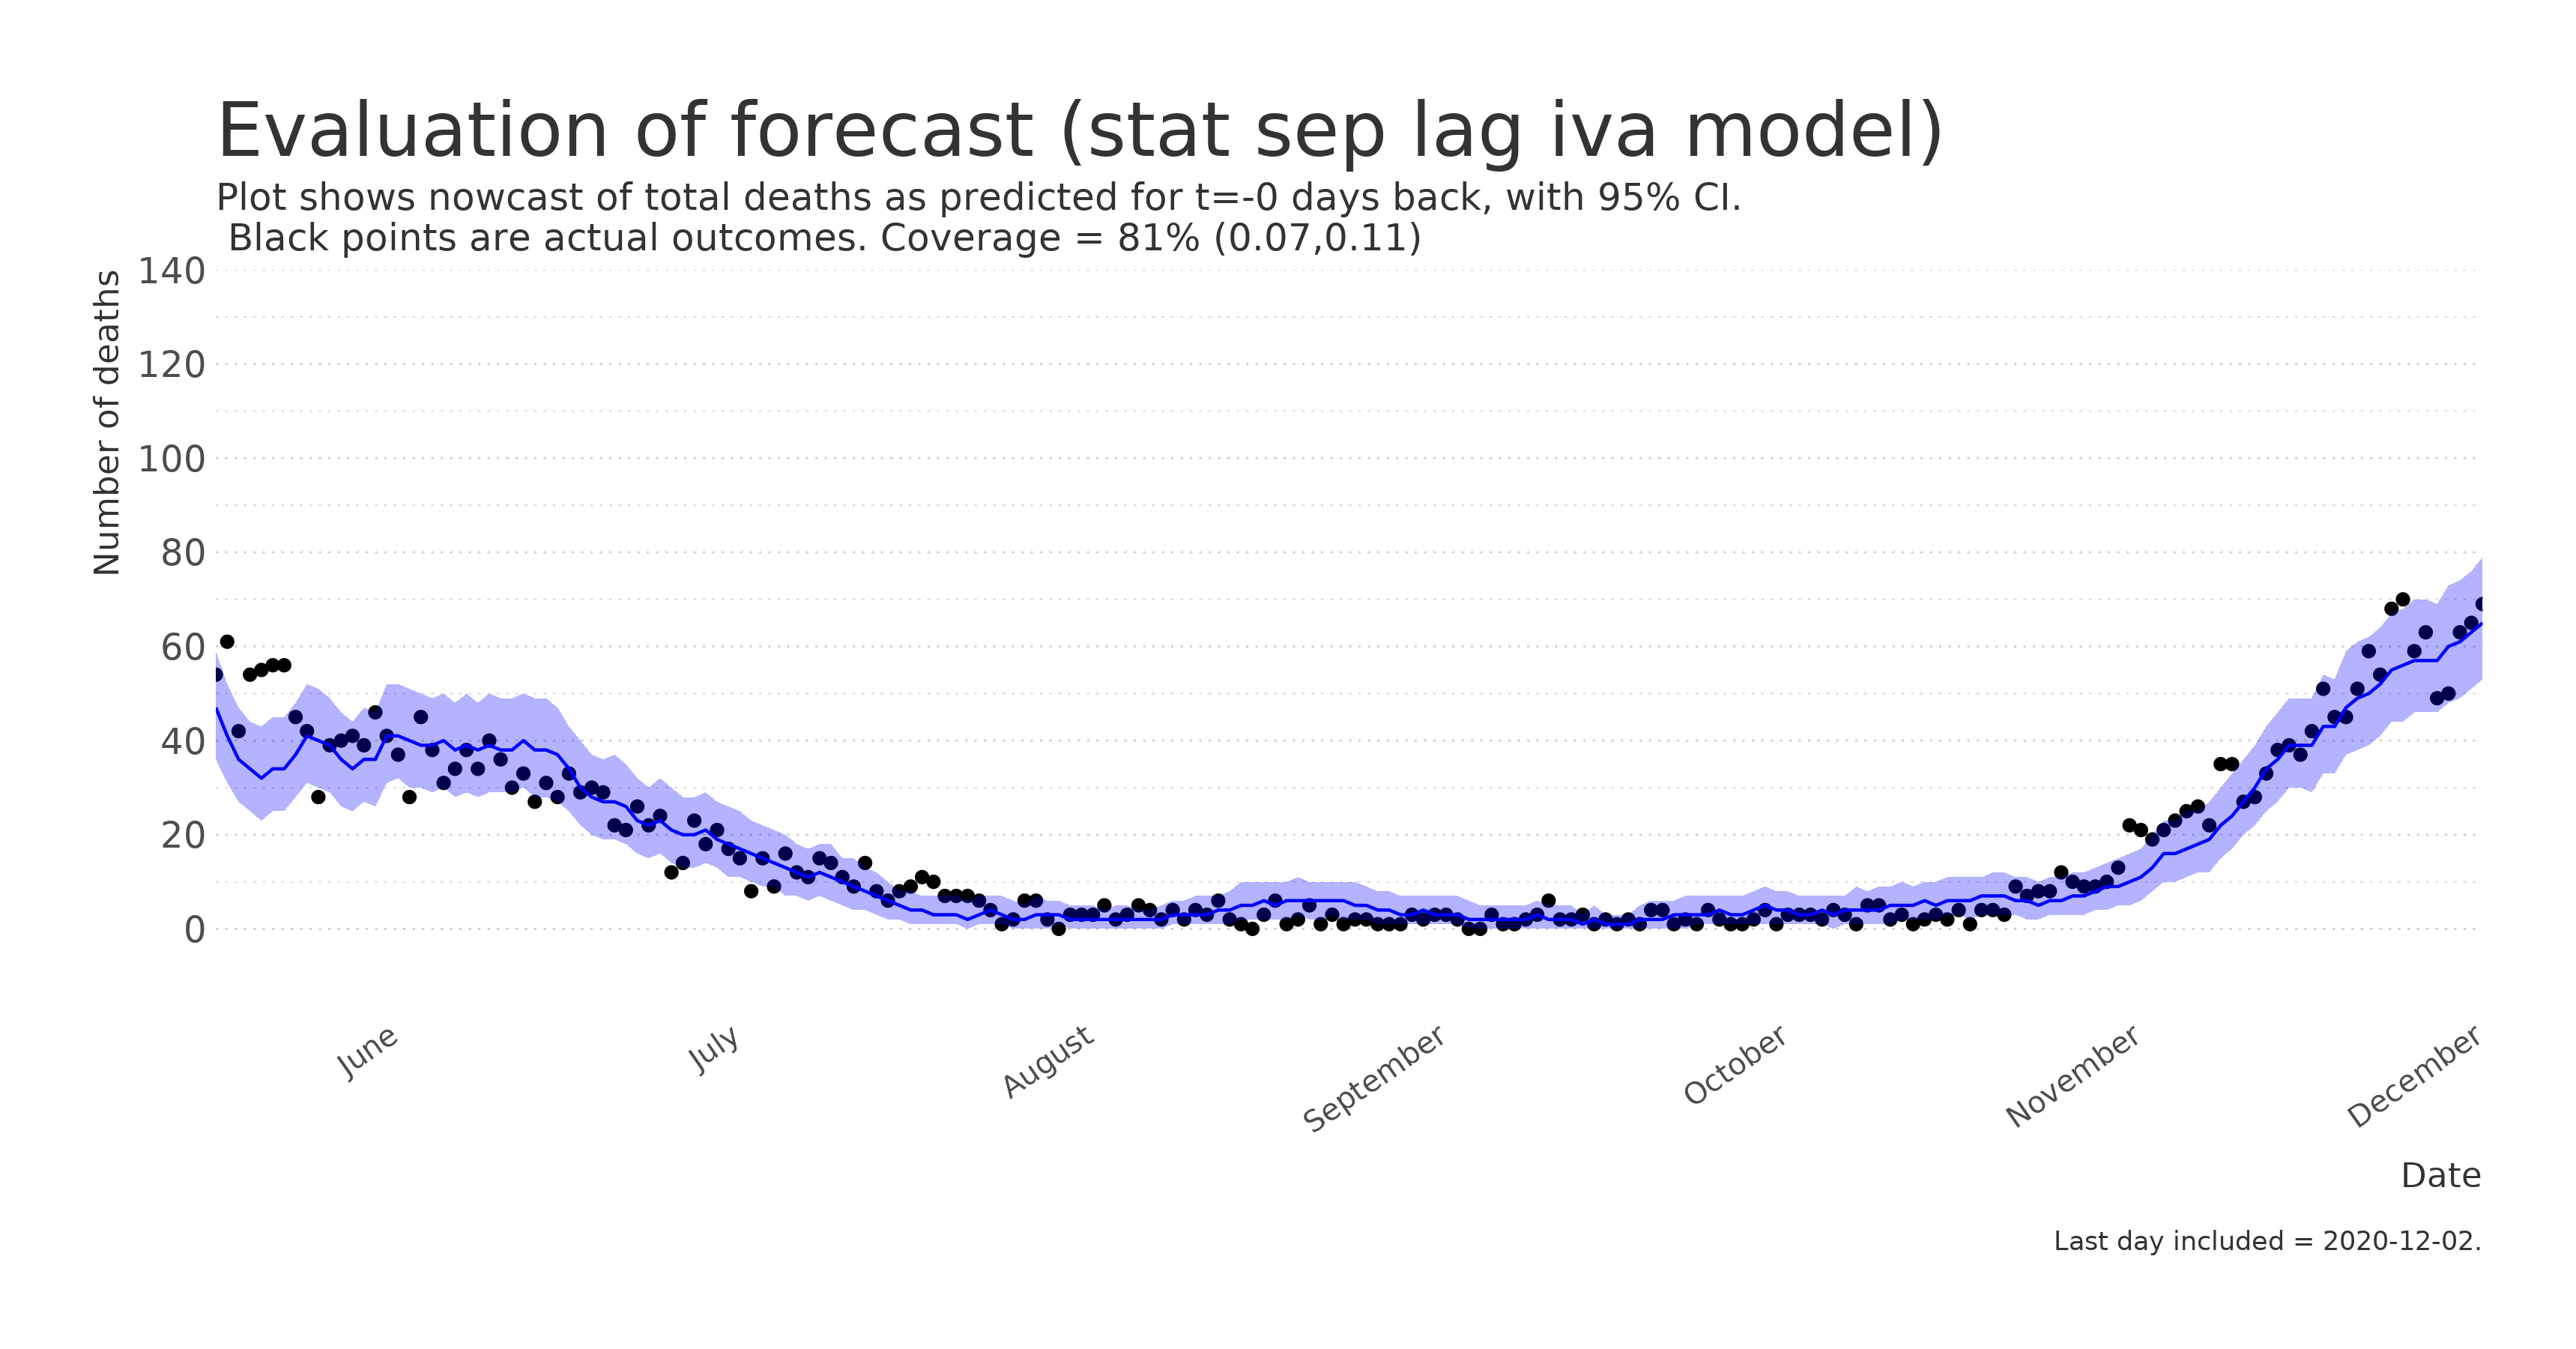 Evaluation of forecast (stat sep lag iva model)
Plot shows nowcast of total deaths as predicted for t=-0 days back, with 95% CI.
Black points are actual outcomes. Coverage = 81% (0.07,0.11)
Number of deaths
140
120
100
80
60
40
20
0
June
July
August
September
October
November
December
Date
Last day included = 2020-12-02.